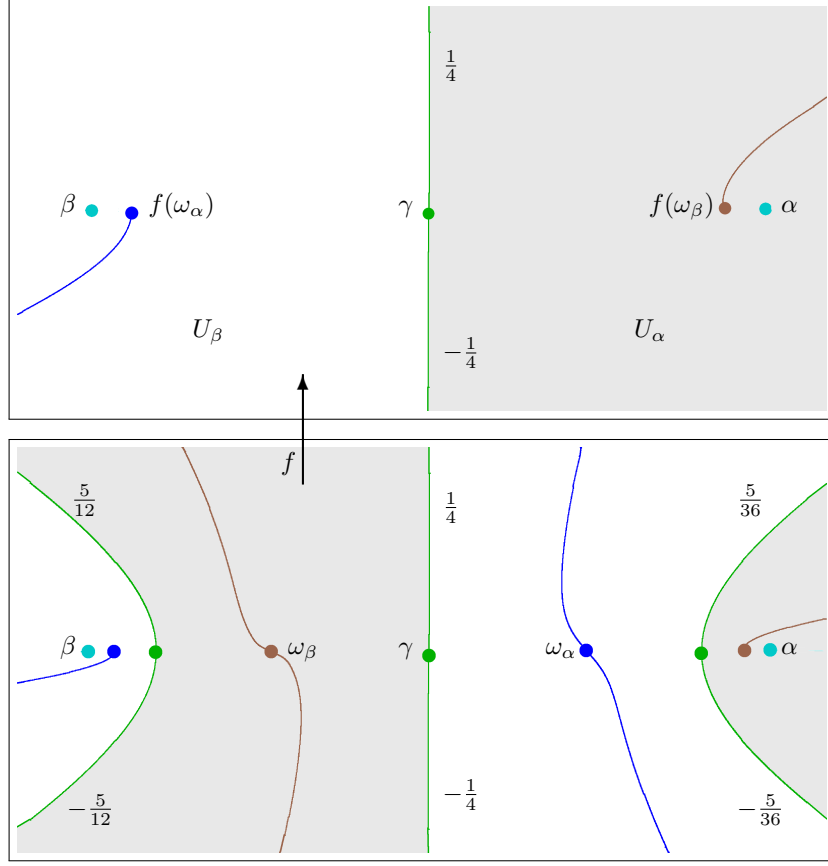 1/4
β f(ω_α) γ f(ω_β) α
U_β U_α
-1/4
f
5/12 1/4 5/36
β ω_β γ ω_α α
-5/12 -1/4 -5/36